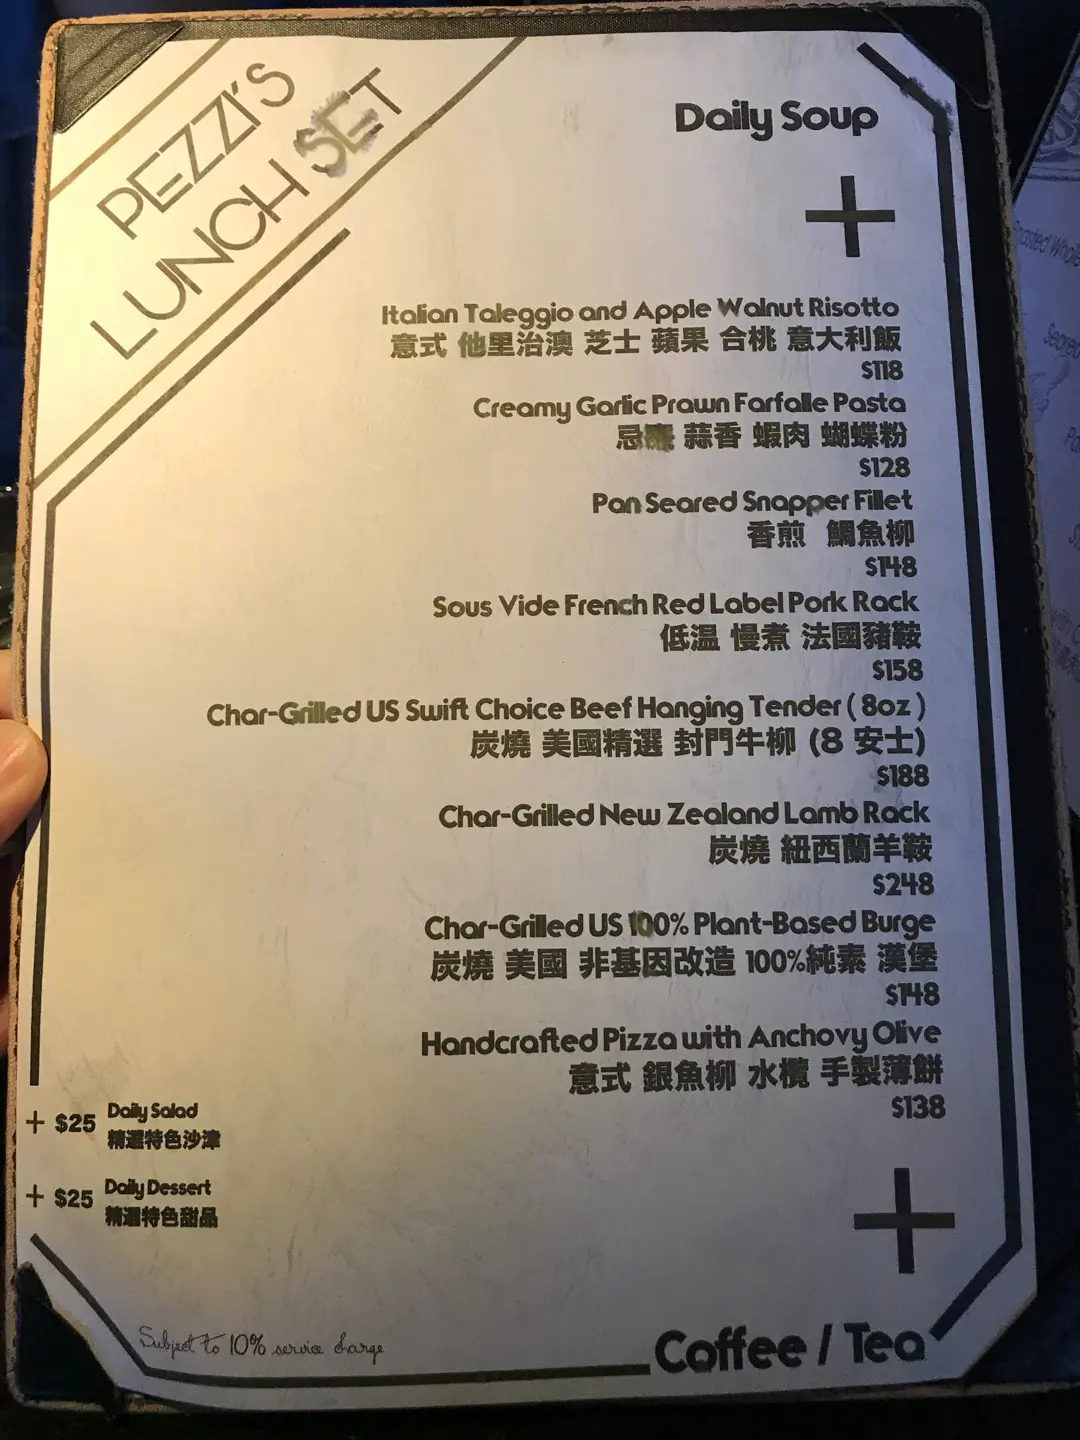 PEZZI'S
LUNCH SET
Daily Soup
+
Italian Taleggio and Apple Walnut Risotto
意式 他里治澳 芝士 蘋果 合桃 意大利飯
$118
Creamy Garlic Prawn Farfalle Pasta
忌廉 蒜香 蝦肉 蝴蝶粉
$128
Pan Seared Snapper Fillet
香煎 鯛魚柳
$148
Sous Vide French Red Label Pork Rack
低温 慢煮 法國豬鞍
$158
Char-Grilled US Swift Choice Beef Hanging Tender ( 8oz )
炭燒 美國精選 封門牛柳 (8 安士)
$188
Char-Grilled New Zealand Lamb Rack
炭燒 紐西蘭羊鞍
$248
Char-Grilled US 100% Plant-Based Burge
炭燒 美國 非基因改造 100%純素 漢堡
$148
Handcrafted Pizza with Anchovy Olive
意式 銀魚柳 水欖 手製薄餅
$138
+ $25 Daily Salad
精選特色沙津
+ $25 Daily Dessert
精選特色甜品
+
Coffee / Tea
Subject to 10% service charge